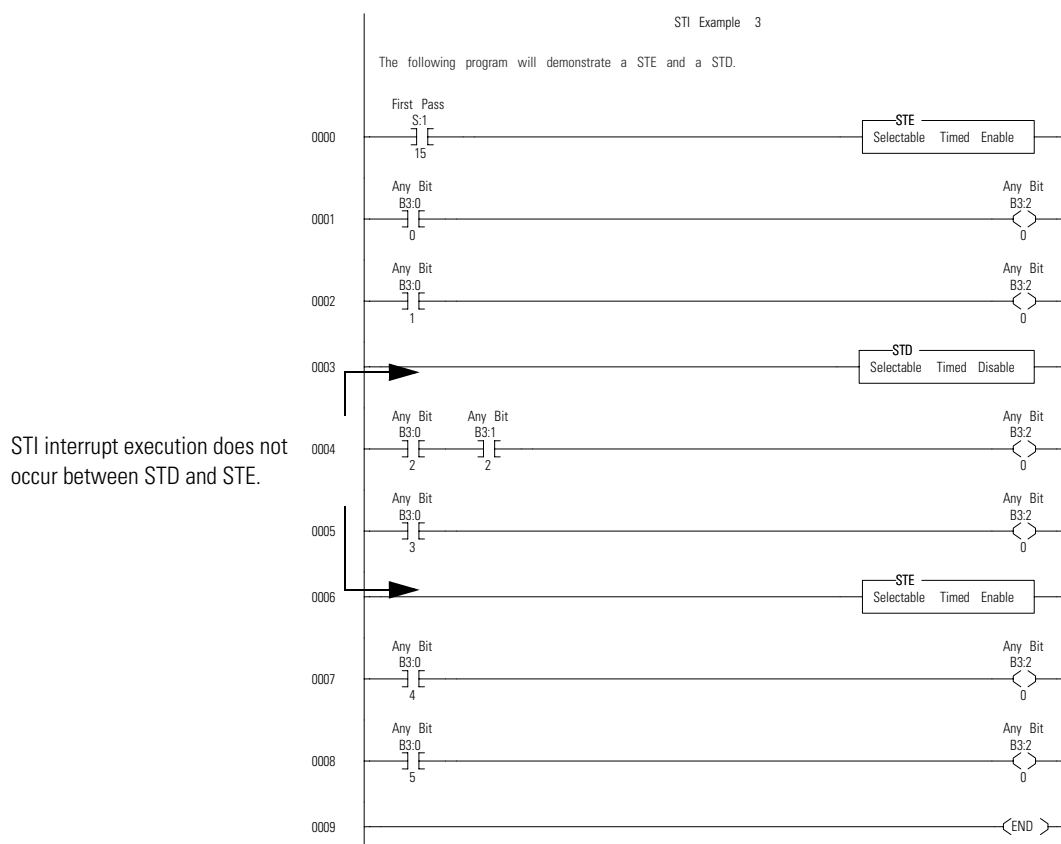 STI Example 3
The following program will demonstrate a STE and a STD.
First Pass
S:1
0000
15
STE
Selectable Timed Enable
Any Bit
B3:0
0001
0
Any Bit
B3:2
0
Any Bit
B3:0
0002
1
Any Bit
B3:2
0
0003
STD
Selectable Timed Disable
STI interrupt execution does not
occur between STD and STE.
Any Bit
B3:0
0004
2
Any Bit
B3:1
2
Any Bit
B3:2
0
Any Bit
B3:0
0005
3
Any Bit
B3:2
0
0006
STE
Selectable Timed Enable
Any Bit
B3:0
0007
4
Any Bit
B3:2
0
Any Bit
B3:0
0008
5
Any Bit
B3:2
0
0009
END